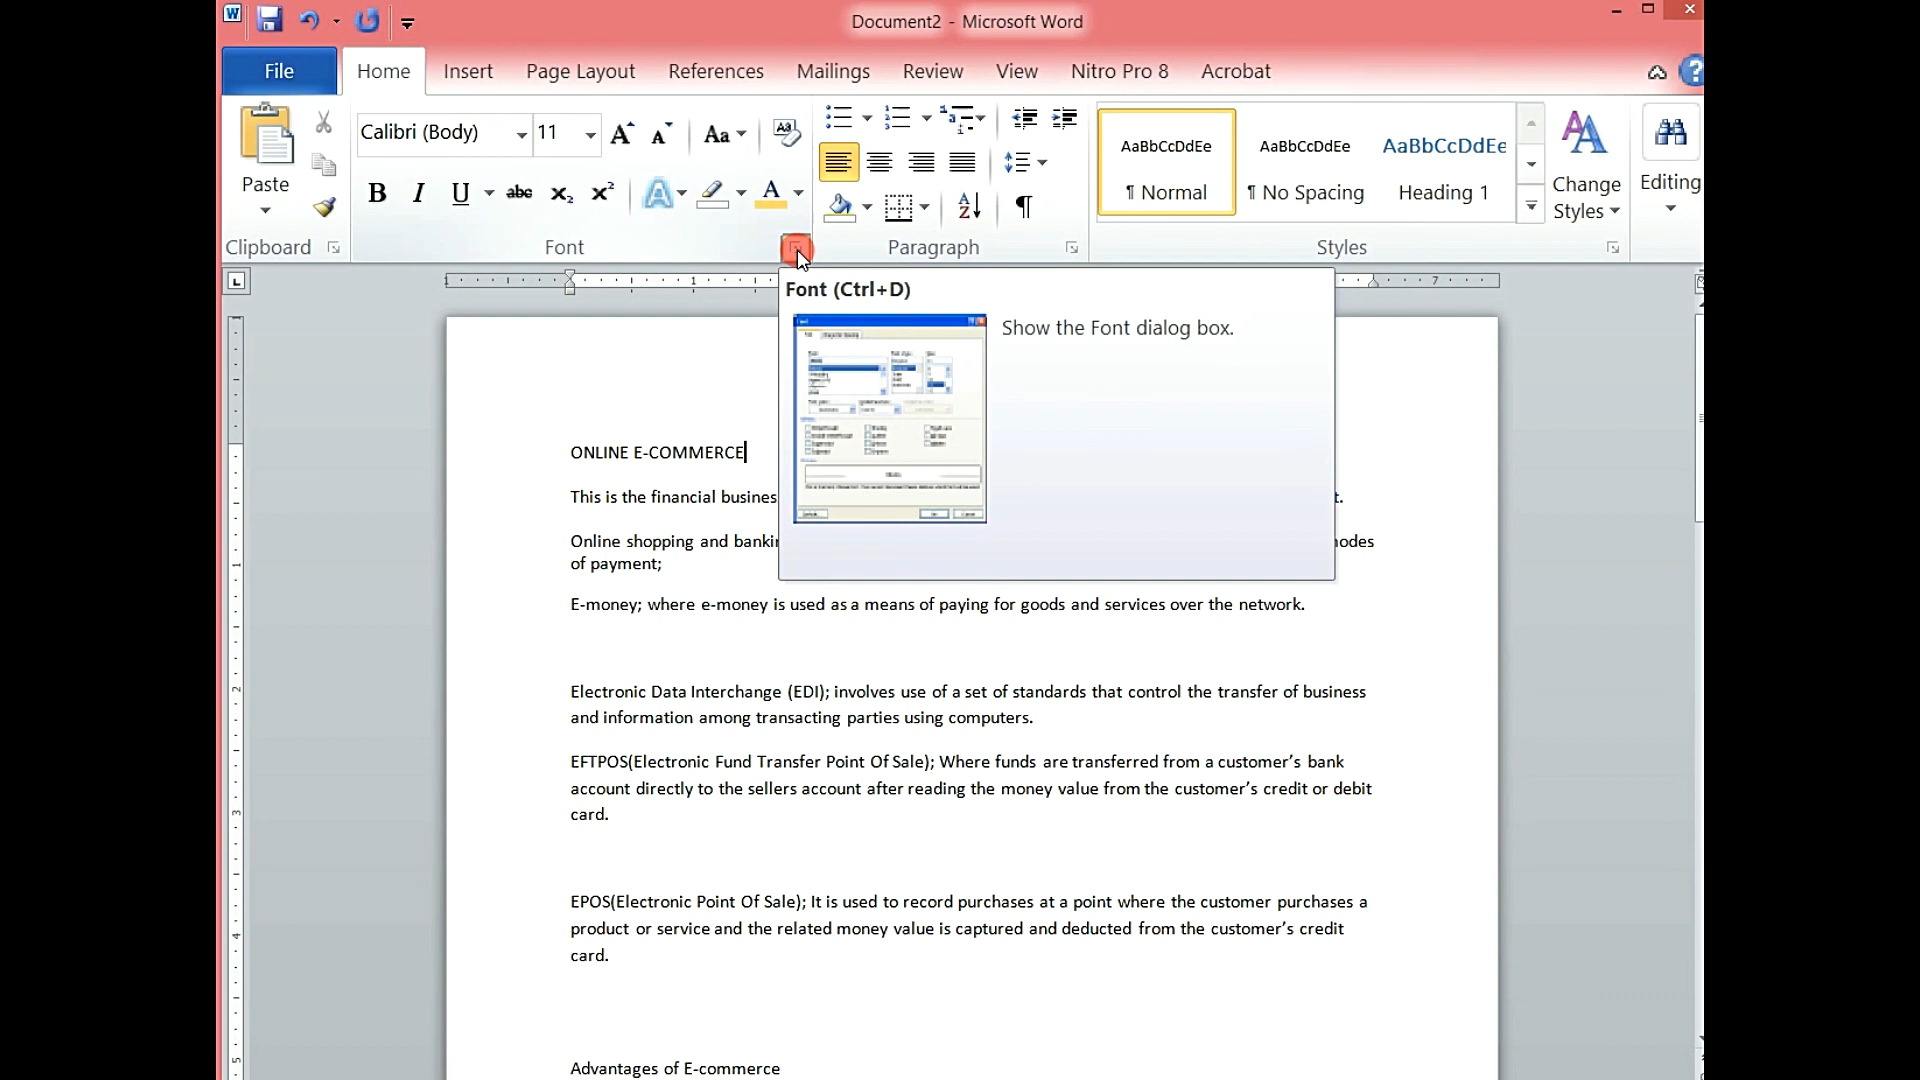 Document2 - Microsoft Word
File Home Insert Page Layout References Mailings Review View Nitro Pro 8 Acrobat
Calibri (Body) 11 Aa
AaBbCcDdEe AaBbCcDdEe AaBbCcDdEe
Paste B I U abc X₂ X² A A
¶ Normal ¶ No Spacing Heading 1
Change Styles
Editing
Clipboard Font Paragraph Styles
Font (Ctrl+D)
Show the Font dialog box.
ONLINE E-COMMERCE
This is the financial busines t.
Online shopping and bankin odes
of payment;
E-money; where e-money is used as a means of paying for goods and services over the network.
Electronic Data Interchange (EDI); involves use of a set of standards that control the transfer of business
and information among transacting parties using computers.
EFTPOS(Electronic Fund Transfer Point Of Sale); Where funds are transferred from a customer’s bank
account directly to the sellers account after reading the money value from the customer’s credit or debit
card.
EPOS(Electronic Point Of Sale); It is used to record purchases at a point where the customer purchases a
product or service and the related money value is captured and deducted from the customer’s credit
card.
Advantages of E-commerce